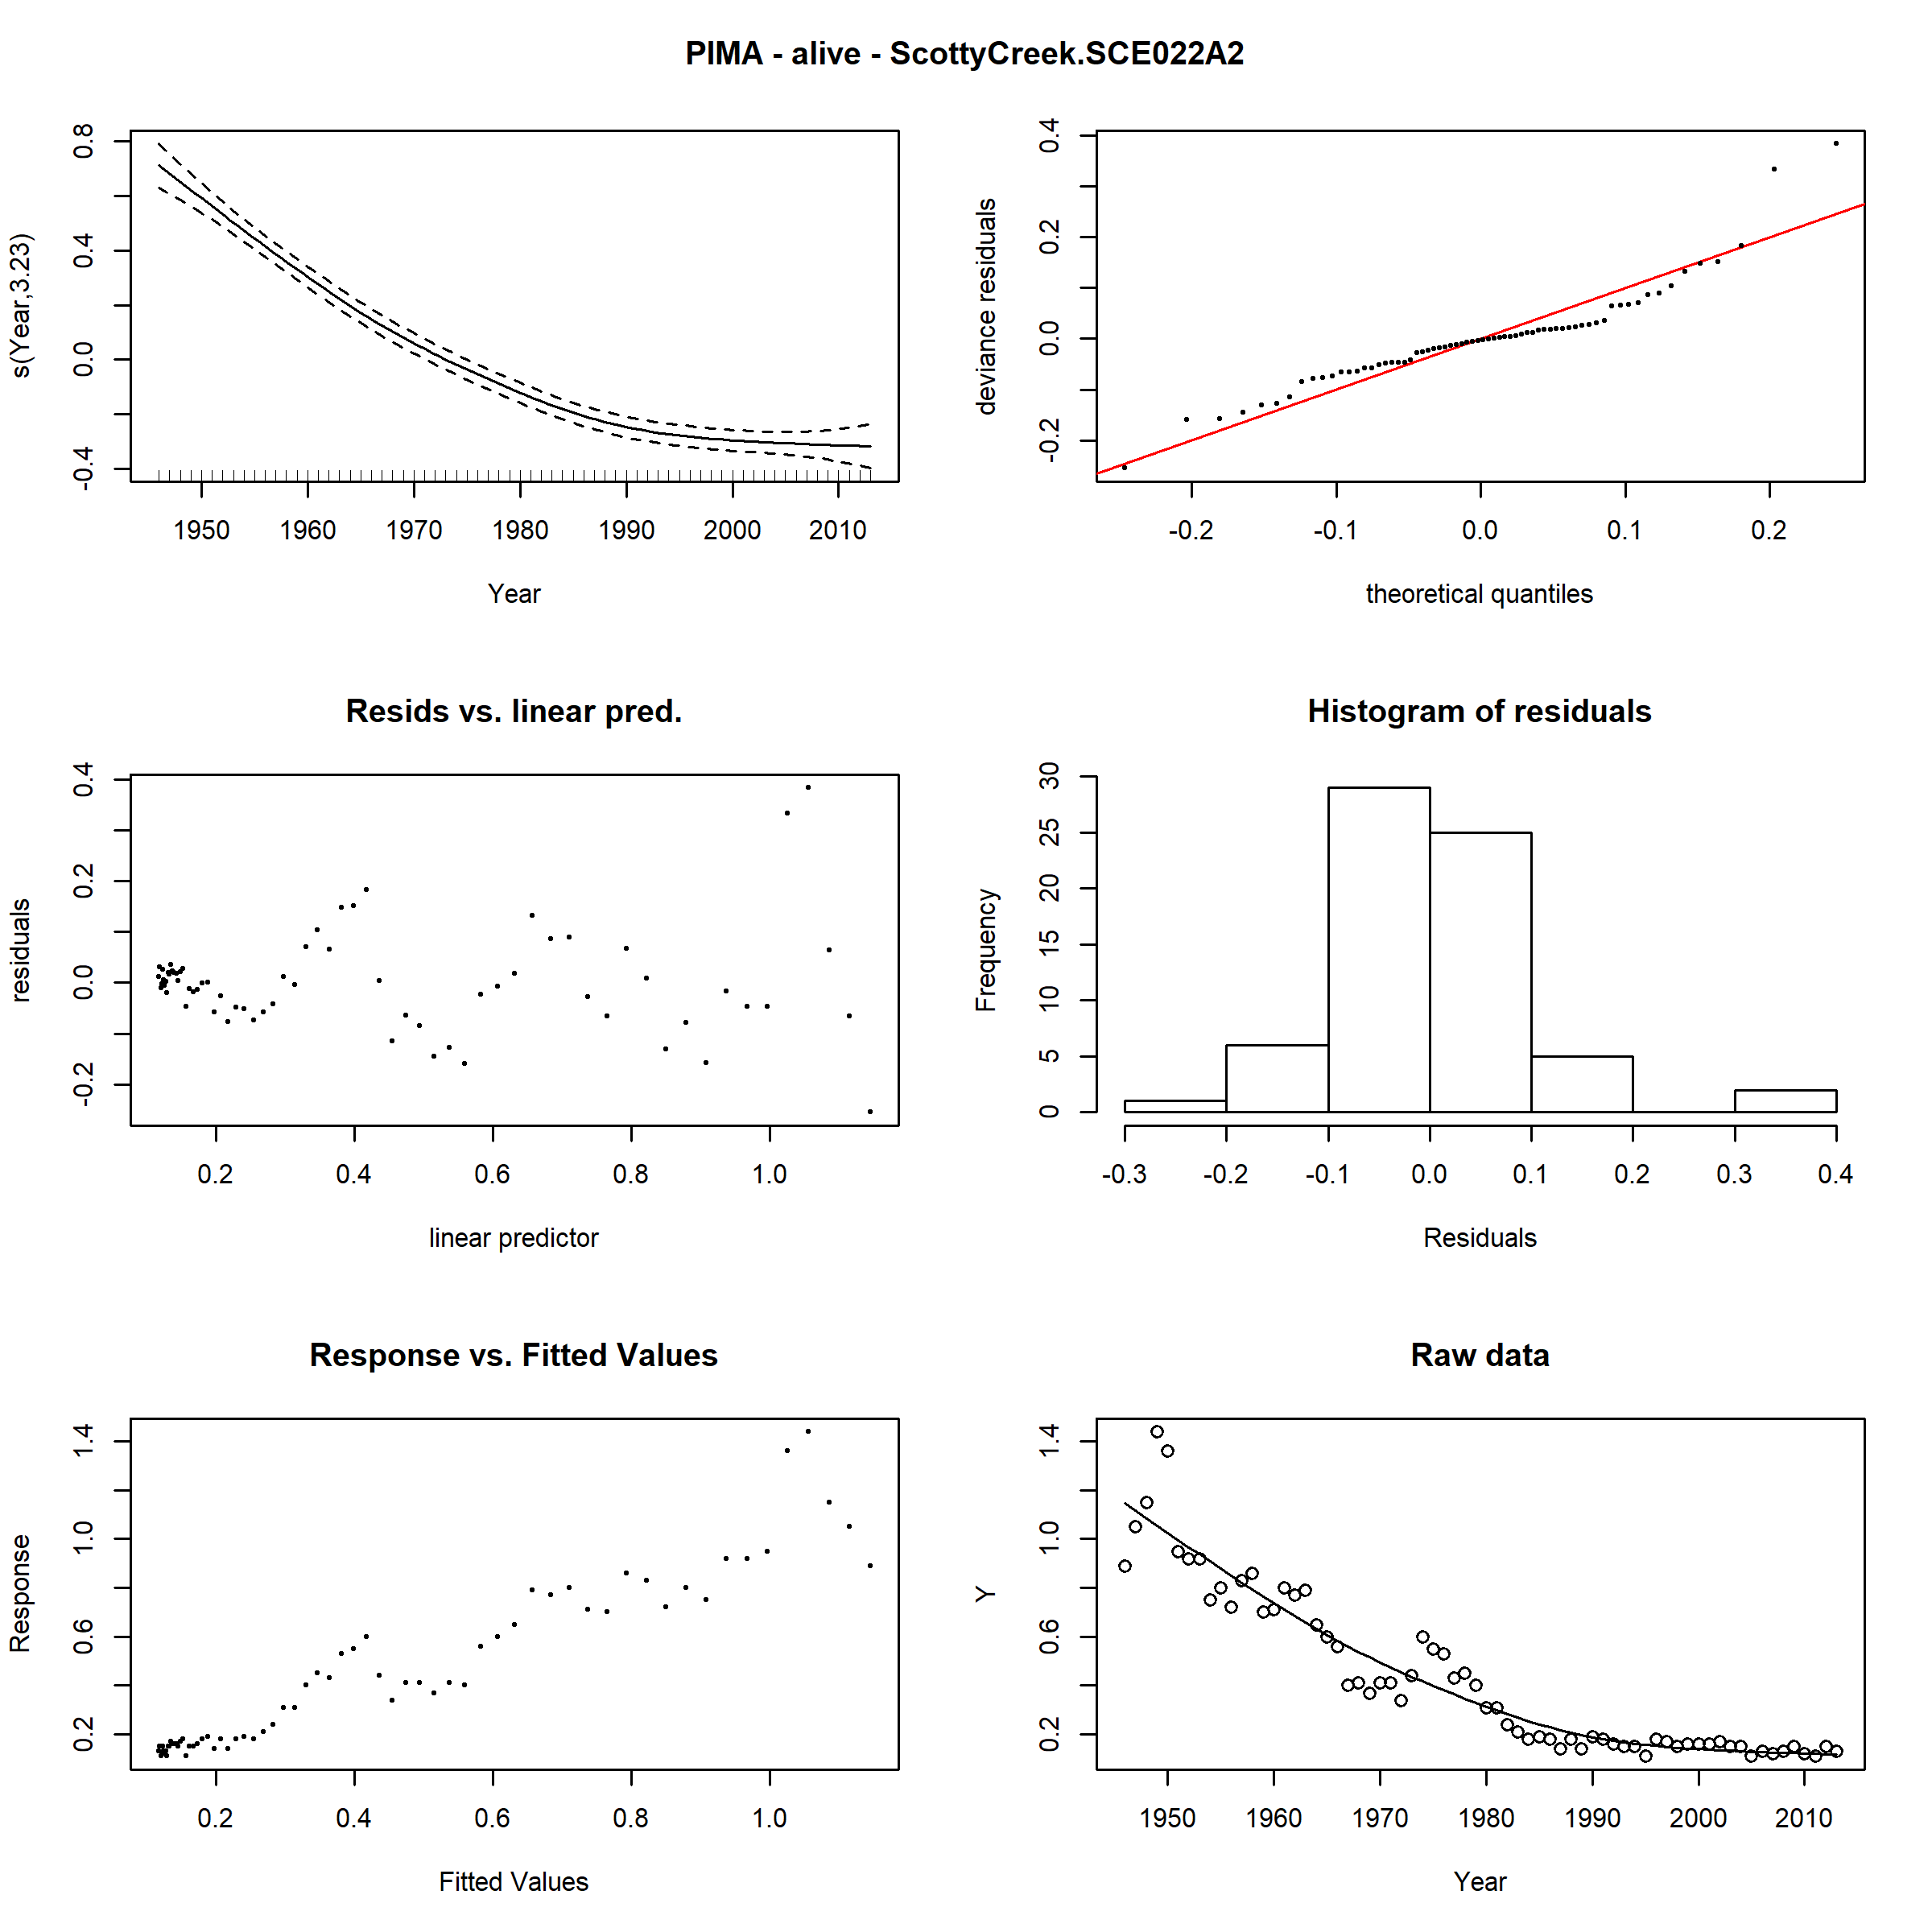 PIMA - alive - ScottyCreek.SCE022A2
s(Year,3.23)
0.8
0.4
0.0
-0.4
1950 1960 1970 1980 1990 2000 2010
Year
deviance residuals
0.4
0.2
0.0
-0.2
-0.2 -0.1 0.0 0.1 0.2
theoretical quantiles
Resids vs. linear pred.
residuals
0.4
0.2
0.0
-0.2
0.2 0.4 0.6 0.8 1.0
linear predictor
Histogram of residuals
Frequency
30
25
20
15
10
5
0
-0.3 -0.2 -0.1 0.0 0.1 0.2 0.3 0.4
Residuals
Response vs. Fitted Values
Response
1.4
1.0
0.6
0.2
0.2 0.4 0.6 0.8 1.0
Fitted Values
Raw data
Y
1.4
1.0
0.6
0.2
1950 1960 1970 1980 1990 2000 2010
Year